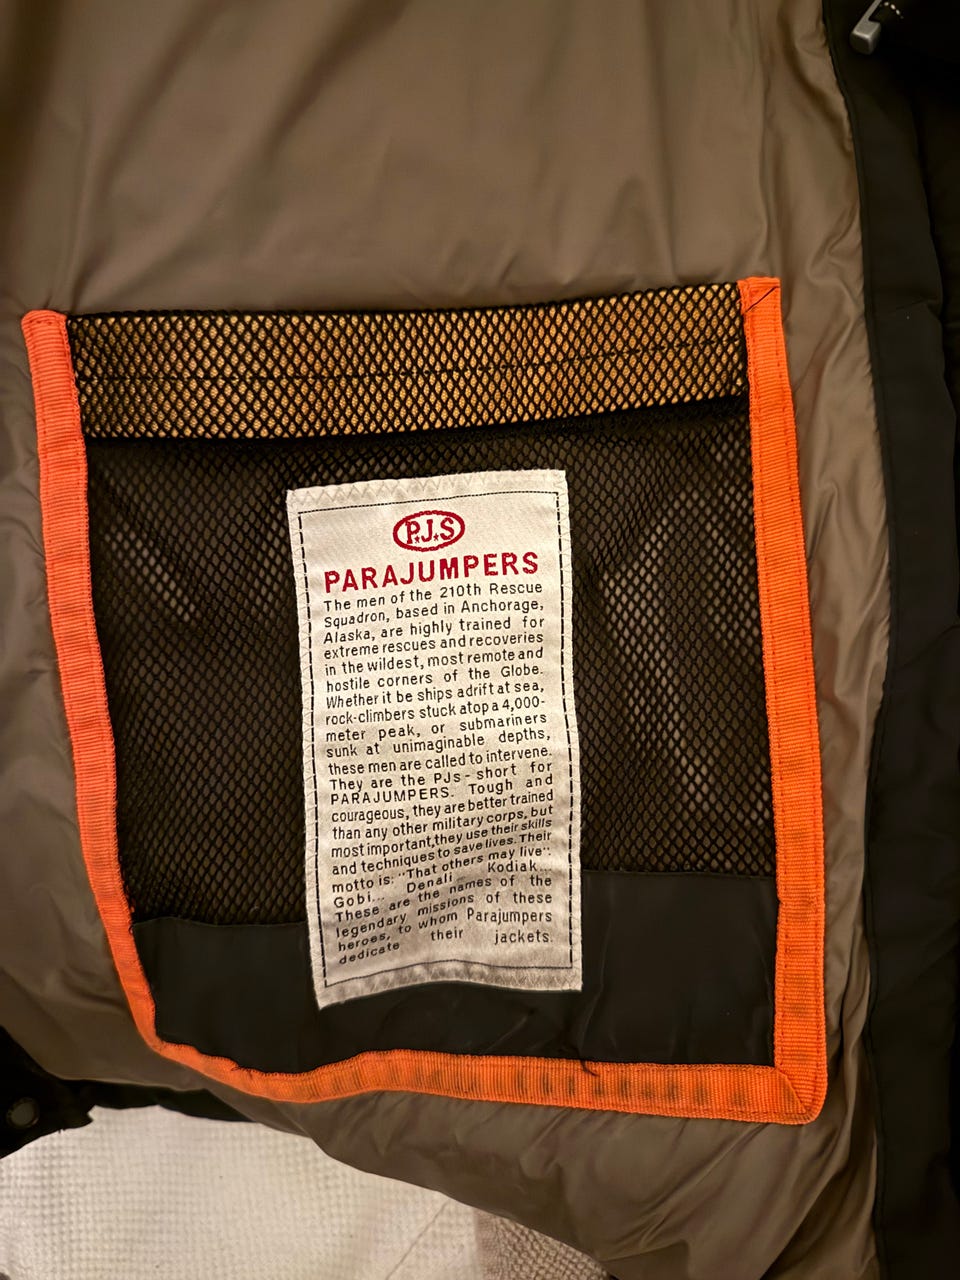 P.J.S
PARAJUMPERS
The men of the 210th Rescue
Squadron, based in Anchorage,
Alaska, are highly trained for
extreme rescues and recoveries
in the wildest, most remote and
hostile corners of the Globe.
Whether it be ships adrift at sea,
rock-climbers stuck atop a 4,000-
meter peak, or submariners
sunk at unimaginable depths,
these men are called to intervene.
They are the PJs - short for
PARAJUMPERS. Tough and
courageous, they are better trained
than any other military corps, but
most important,they use their skills
and techniques to save lives. Their
motto is: "That others may live".
Gobi... Denali... Kodiak...
These are the names of the
legendary missions of these
heroes, to whom Parajumpers
dedicate their jackets.